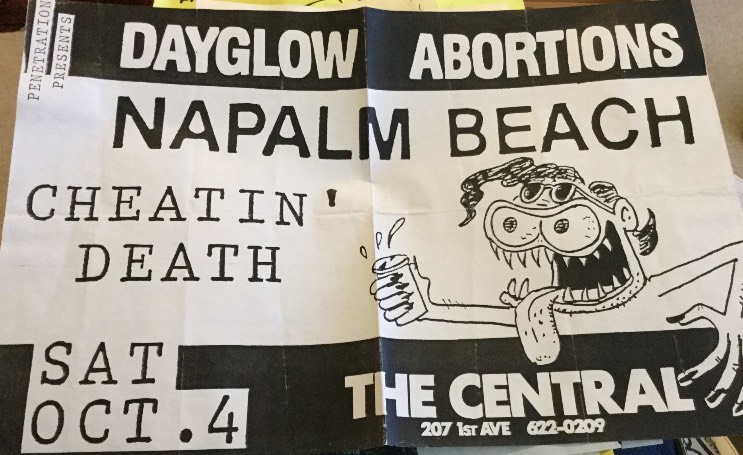 PENETRATION
PRESENTS
DAYGLOW ABORTIONS
NAPALM BEACH
CHEATIN'
DEATH
SAT
OCT.4
THE CENTRAL
207 1ST AVE 622-0209